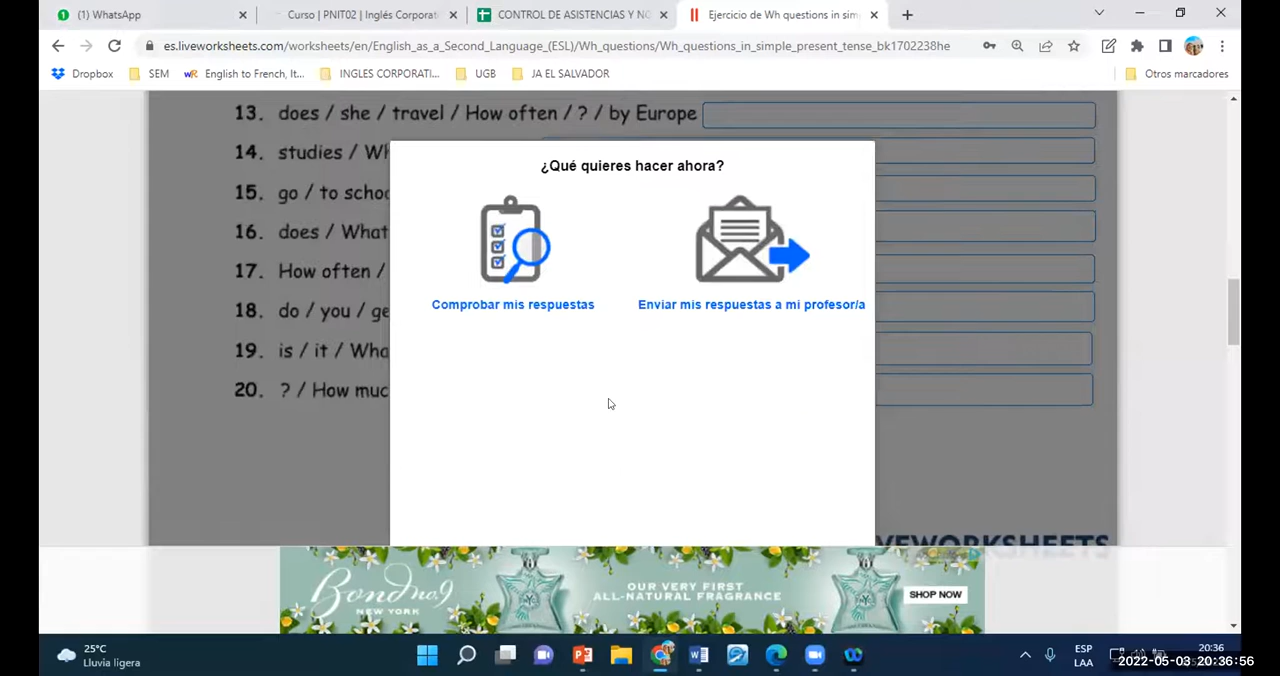 (1) WhatsApp
Curso | PNIT02 | Inglés Corporat
CONTROL DE ASISTENCIAS Y NO
Ejercicio de Wh questions in sim
es.liveworksheets.com/worksheets/en/English_as_a_Second_Language_(ESL)/Wh_questions/Wh_questions_in_simple_present_tense_bk1702238he
Dropbox
SEM
English to French, It...
INGLES CORPORATI...
UGB
JA EL SALVADOR
Otros marcadores
13. does / she / travel / How often / ? / by Europe
14. studies / Wh
15. go / to schoo
16. does / What
17. How often /
18. do / you / ge
19. is / it / Wha
20. ? / How muc
¿Qué quieres hacer ahora?
Comprobar mis respuestas
Enviar mis respuestas a mi profesor/a
VEWORKSHEETS
Bond no. 9
NEW YORK
OUR VERY FIRST
ALL-NATURAL FRAGRANCE
SHOP NOW
25°C
Lluvia ligera
ESP
LAA
20:36
2022-05-03 20:36:56